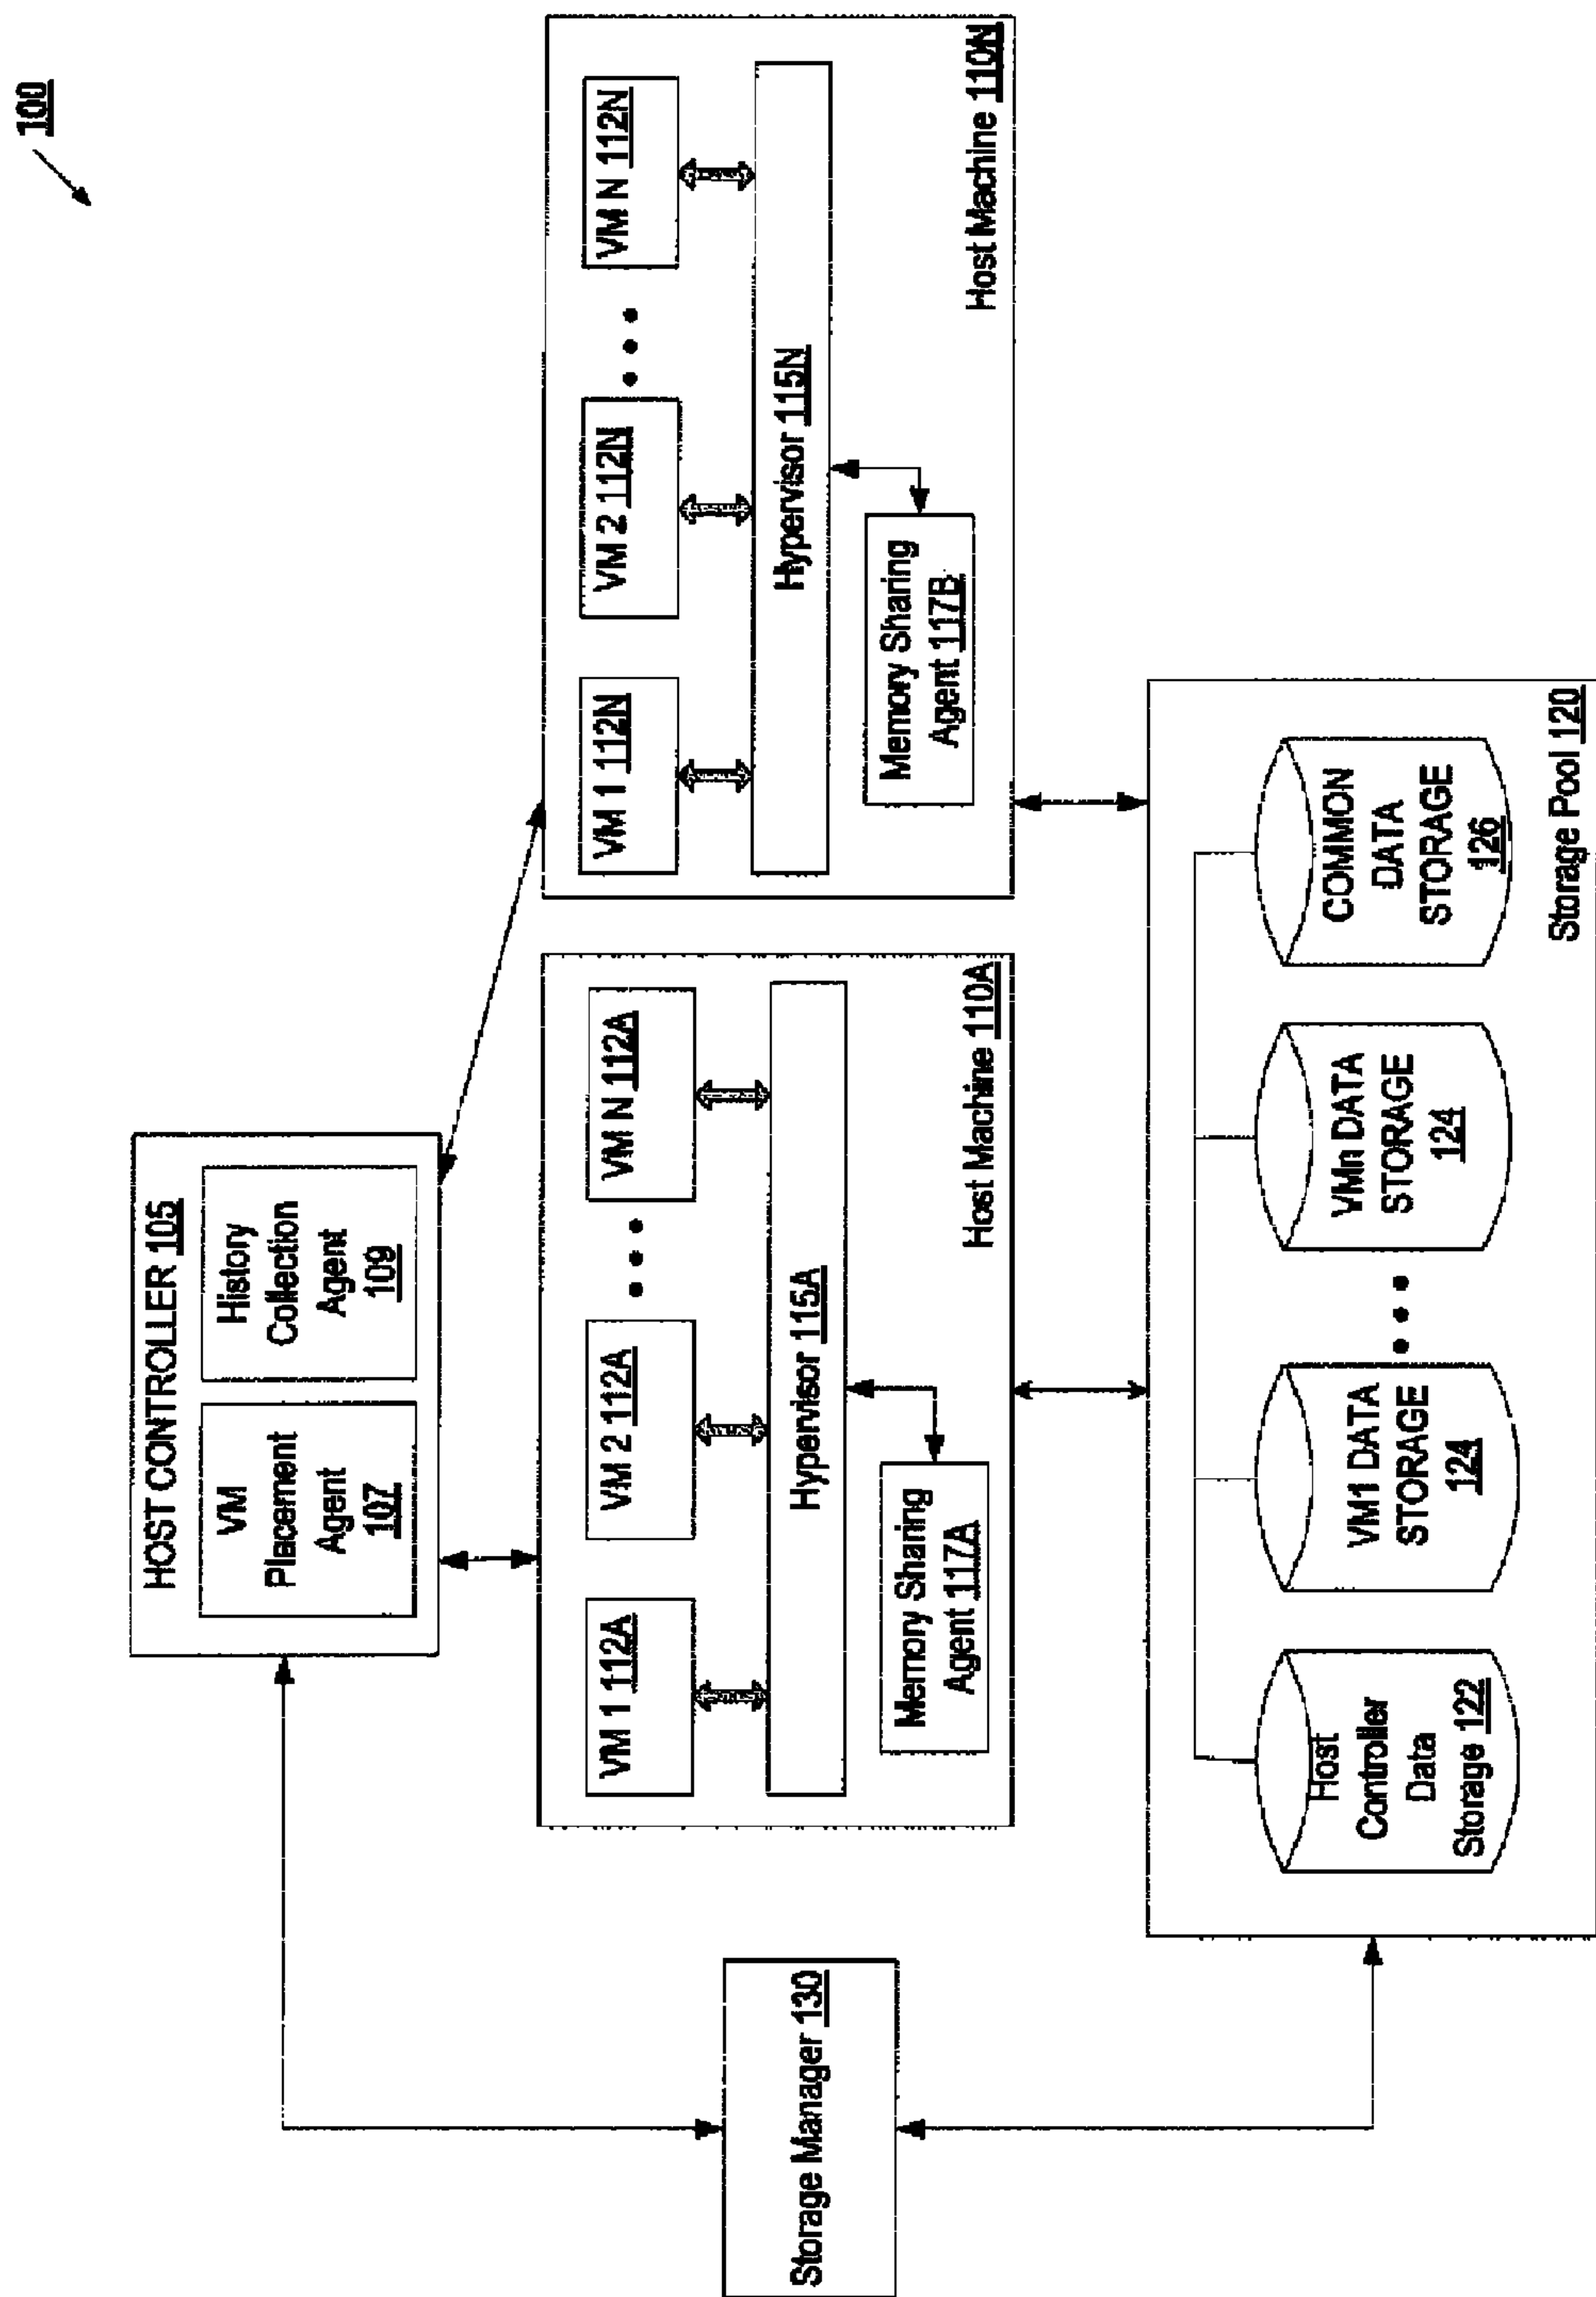 100
HOST CONTROLLER 105
VM
Placement
Agent
107
History
Collection
Agent
109
VM 1 112A
VM 2 112A
VM N 112A
Hypervisor 115A
Memory Sharing
Agent 117A
Host Machine 110A
VM 1 112N
VM 2 112N
VM N 112N
Hypervisor 115N
Memory Sharing
Agent 117B
Host Machine 110N
Storage Manager 130
Host
Controller
Data
Storage 122
VM1 DATA
STORAGE
124
VMn DATA
STORAGE
124
COMMON
DATA
STORAGE
126
Storage Pool 120